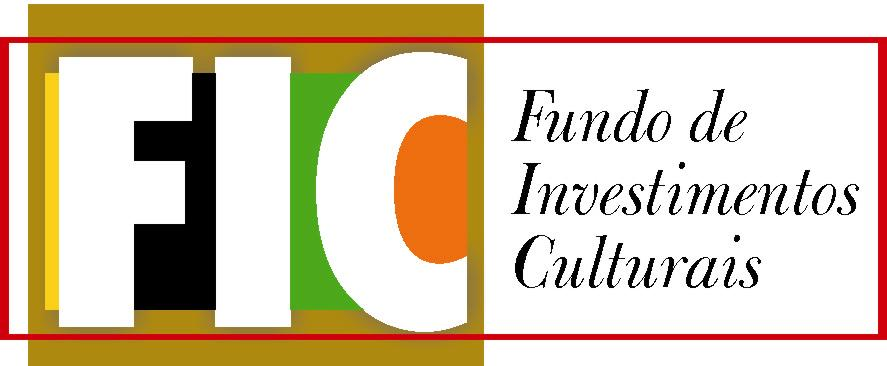 FIC
Fundo de
Investimentos
Culturais